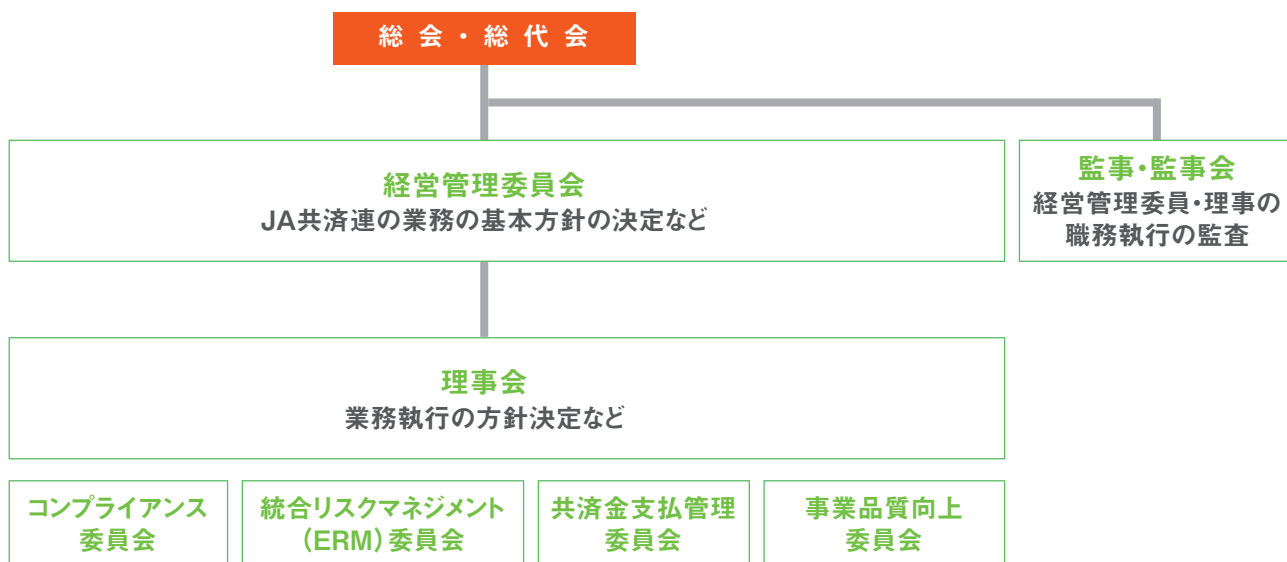 総会・総代会
経営管理委員会
JA共済連の業務の基本方針の決定など
監事・監事会
経営管理委員・理事の
職務執行の監査
理事会
業務執行の方針決定など
コンプライアンス
委員会
統合リスクマネジメント
（ERM）委員会
共済金支払管理
委員会
事業品質向上
委員会